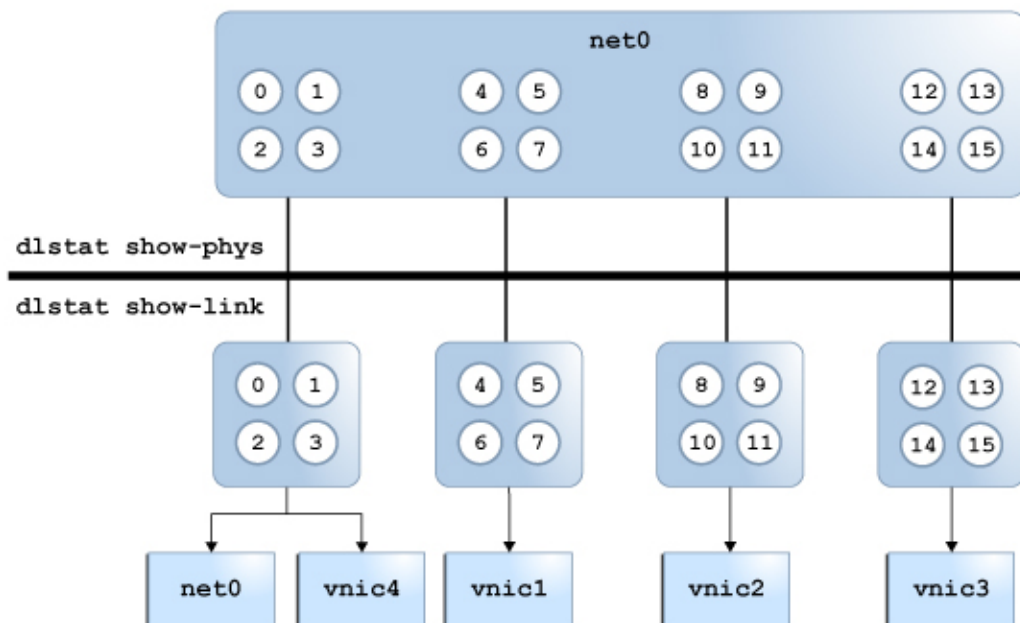 net0
0 1 4 5 8 9 12 13
2 3 6 7 10 11 14 15
dlstat show-phys
dlstat show-link
0 1 4 5 8 9 12 13
2 3 6 7 10 11 14 15
net0 vnic4 vnic1 vnic2 vnic3